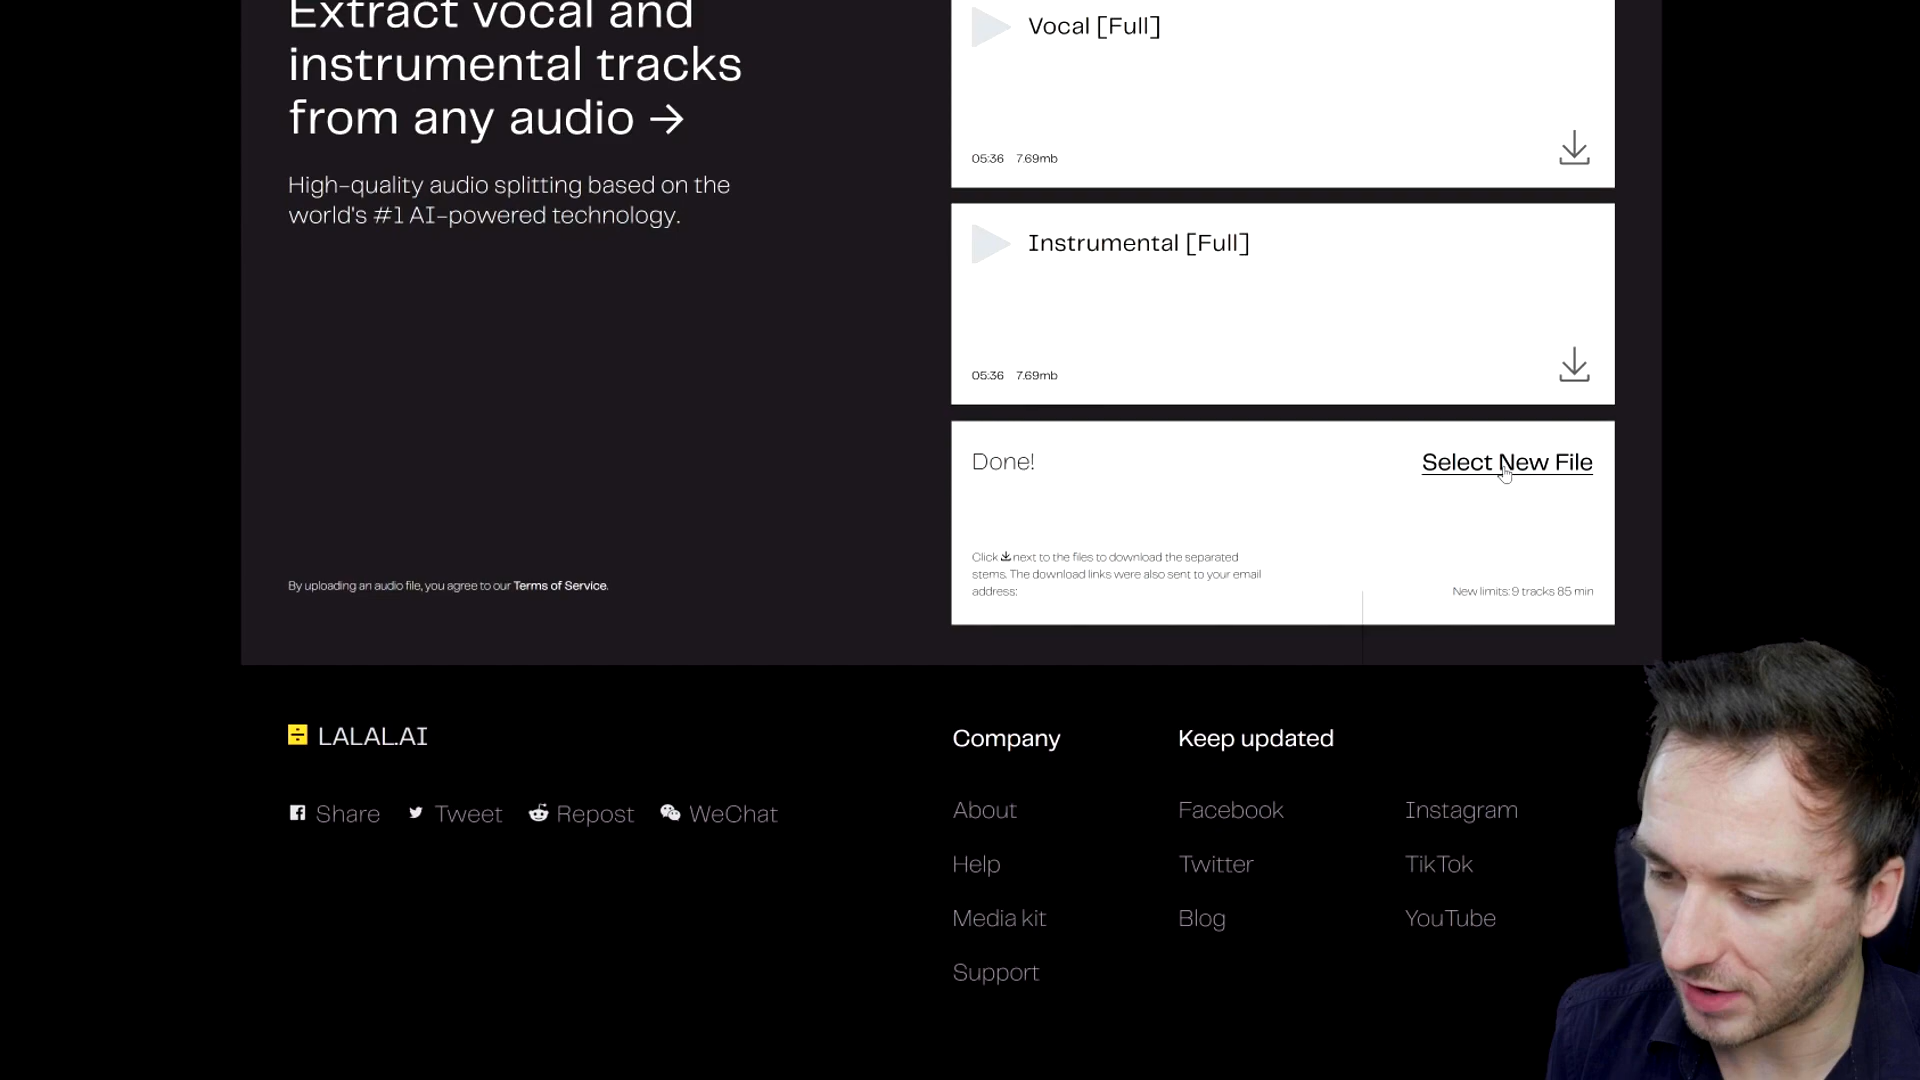 Extract vocal and
instrumental tracks
from any audio →
High-quality audio splitting based on the
world's #1 AI-powered technology.
By uploading an audio file, you agree to our Terms of Service.
Vocal [Full]
05:36 7.69mb
Instrumental [Full]
05:36 7.69mb
Done!
Select New File
Click next to the files to download the separated
stems. The download links were also sent to your email
address:
New limits: 9 tracks 85 min
LALAL.AI
Share Tweet Repost WeChat
Company
About
Help
Media kit
Support
Keep updated
Facebook
Twitter
Blog
Instagram
TikTok
YouTube